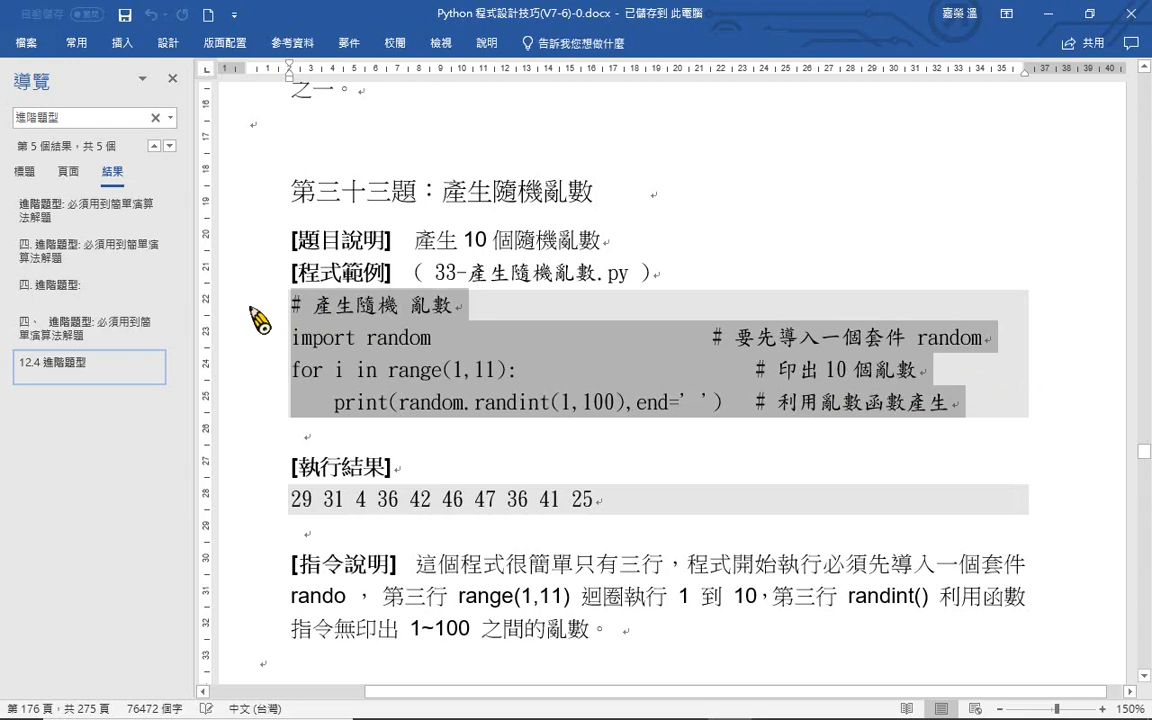 自動儲存 關閉
Python 程式設計技巧(V7-6)-0.docx - 已儲存到 此電腦
嘉榮 溫
檔案 常用 插入 設計 版面配置 參考資料 郵件 校閱 檢視 說明 告訴我您想做什麼 共用
導覽
進階題型
第 5 個結果，共 5 個
標題 頁面 結果
進階題型: 必須用到簡單演算
法解題
四. 進階題型: 必須用到簡單演
算法解題
四. 進階題型:
四、 進階題型: 必須用到簡
單演算法解題
12.4 進階題型
之一。
第三十三題：產生隨機亂數
[題目說明] 產生 10 個隨機亂數
[程式範例] ( 33-產生隨機亂數.py )
# 產生隨機 亂數
import random # 要先導入一個套件 random
for i in range(1,11): # 印出 10 個亂數
print(random.randint(1,100),end=' ') # 利用亂數函數產生
[執行結果]
29 31 4 36 42 46 47 36 41 25
[指令說明] 這個程式很簡單只有三行，程式開始執行必須先導入一個套件
rando ， 第三行 range(1,11) 迴圈執行 1 到 10，第三行 randint() 利用函數
指令無印出 1~100 之間的亂數。
第 176 頁，共 275 頁 76472 個字 中文 (台灣) 150%